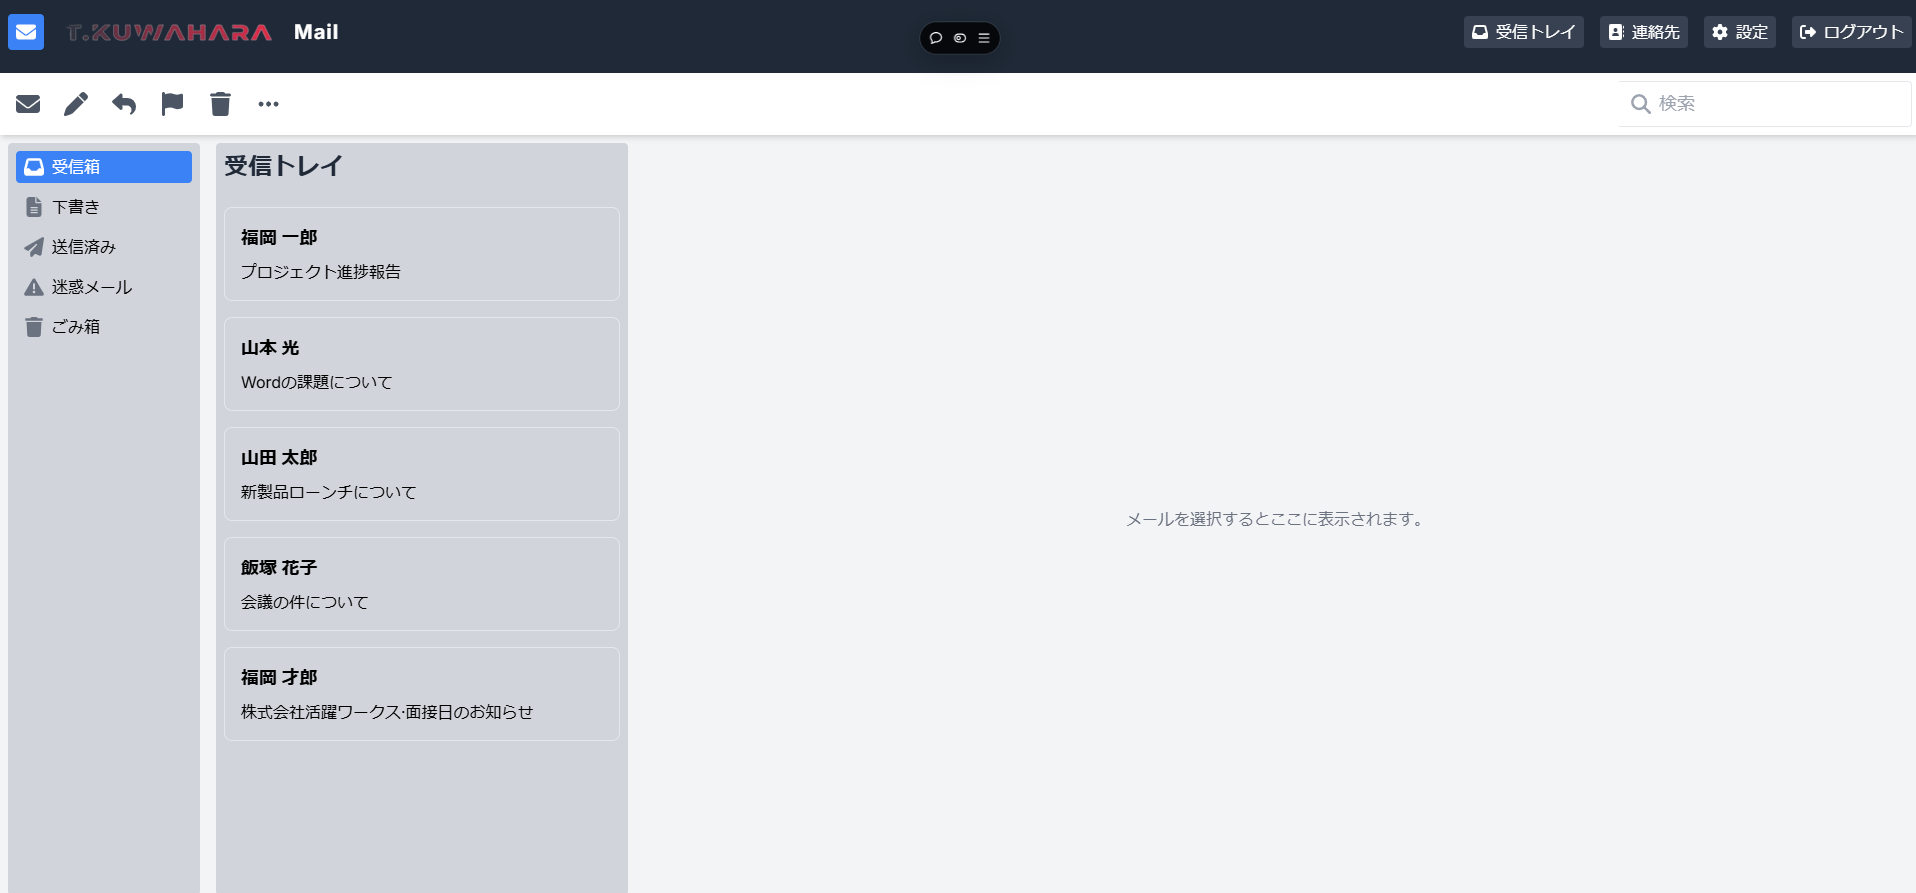 T.KUWAHARA Mail
受信トレイ 連絡先 設定 ログアウト
検索
受信箱
下書き
送信済み
迷惑メール
ごみ箱
受信トレイ
福岡 一郎
プロジェクト進捗報告
山本 光
Wordの課題について
山田 太郎
新製品ローンチについて
飯塚 花子
会議の件について
福岡 才郎
株式会社活躍ワークス·面接日のお知らせ
メールを選択するとここに表示されます。